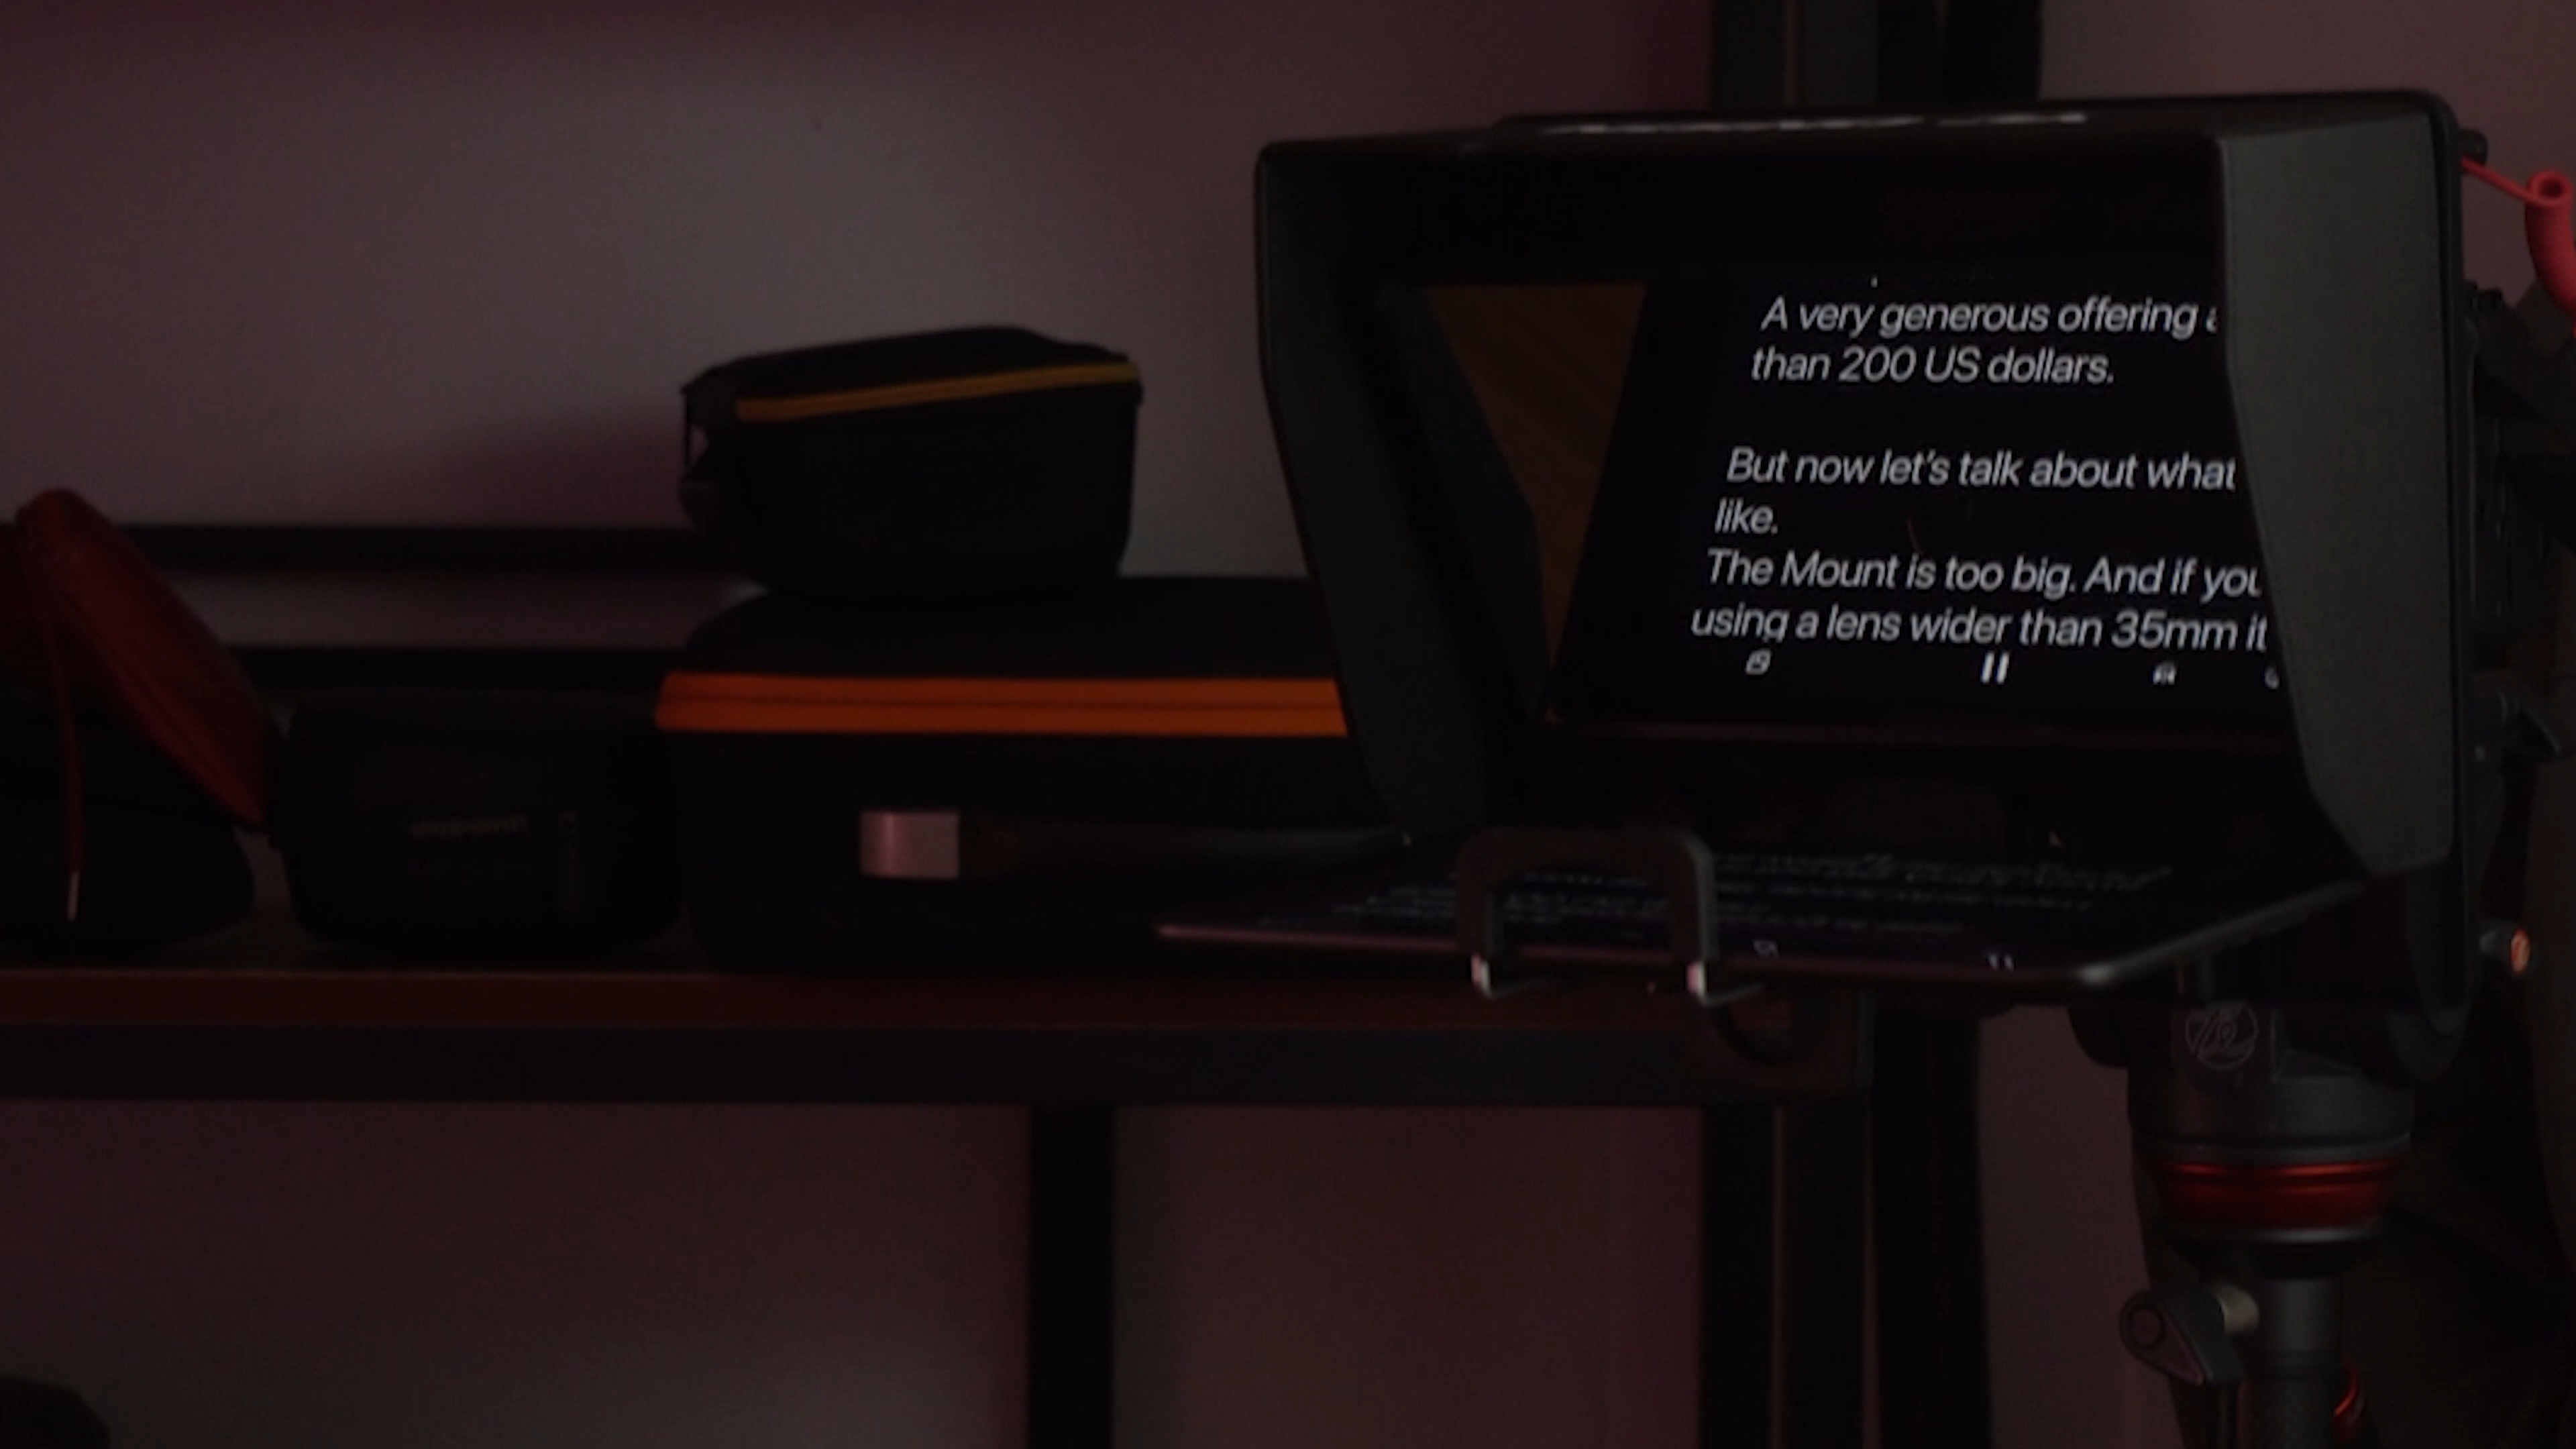 A very generous offering
than 200 US dollars.
But now let's talk about what
like.
The Mount is too big. And if you
using a lens wider than 35mm it